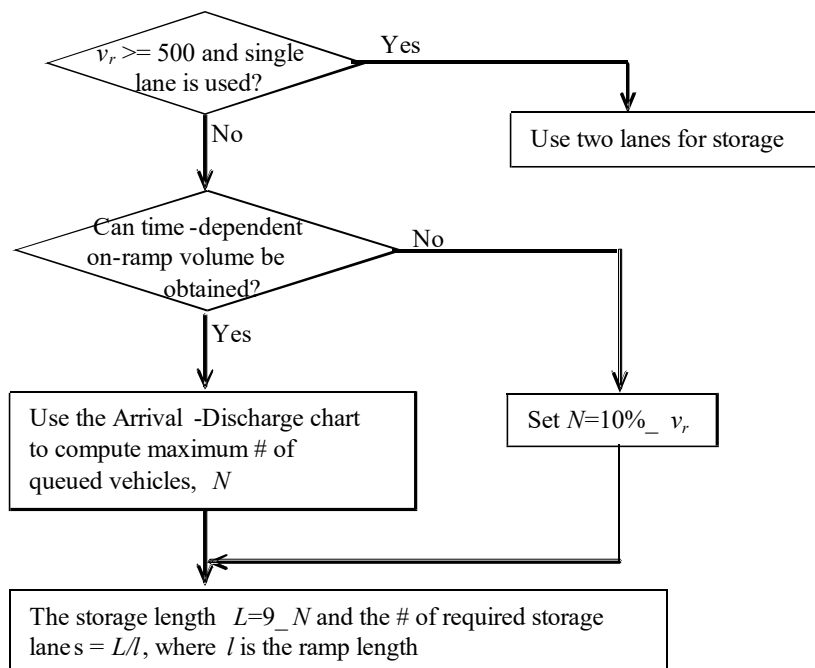 v_r >= 500 and single
lane is used?
Yes
Use two lanes for storage
No
Can time -dependent
on-ramp volume be
obtained?
No
Yes
Use the Arrival -Discharge chart
to compute maximum # of
queued vehicles, N
Set N=10%_ v_r
The storage length L=9_ N and the # of required storage
lanes = L/l, where l is the ramp length